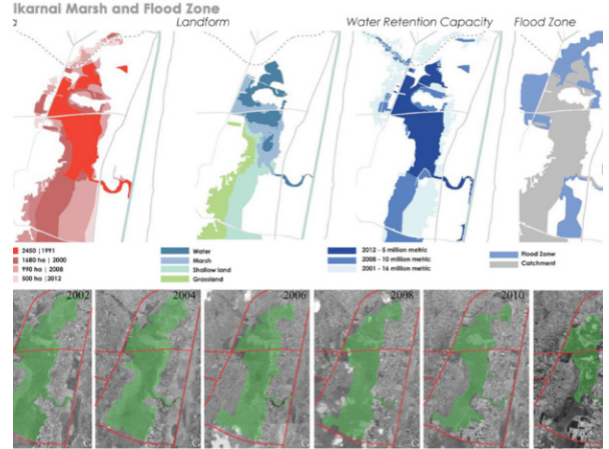 lkarnal Marsh and Flood Zone
a
Landform
Water Retention Capacity
Flood Zone
2450 |1991
1680 ha | 2000
990 ha | 2008
500 ha |2012
Water
Marsh
Shallow land
Grassland
2012 - 5 million metric
2008 - 10 million metric
2001 - 16 million metric
Flood Zone
Catchment
2002
2004
2006
2008
2010